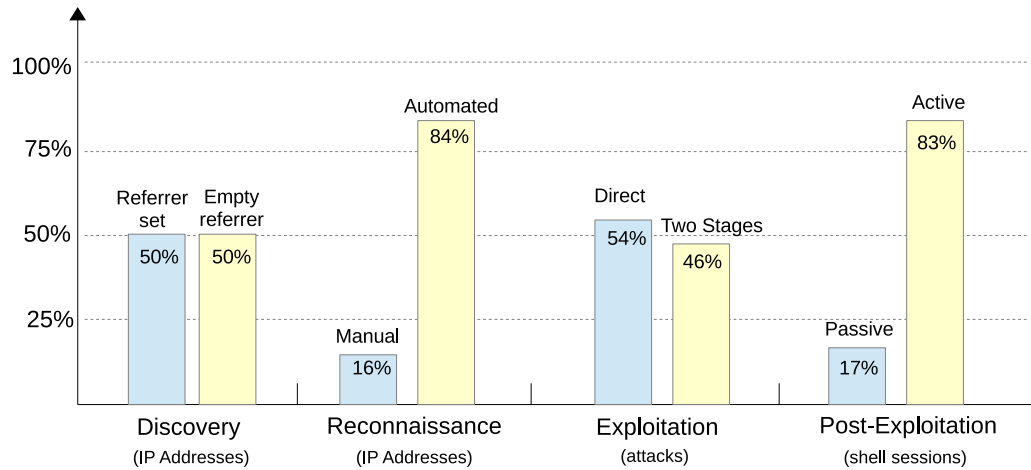 100%
75%
50%
25%
Referrer
set
50%
Empty
referrer
50%
Manual
16%
Automated
84%
Direct
54%
Two Stages
46%
Passive
17%
Active
83%
Discovery
(IP Addresses)
Reconnaissance
(IP Addresses)
Exploitation
(attacks)
Post-Exploitation
(shell sessions)